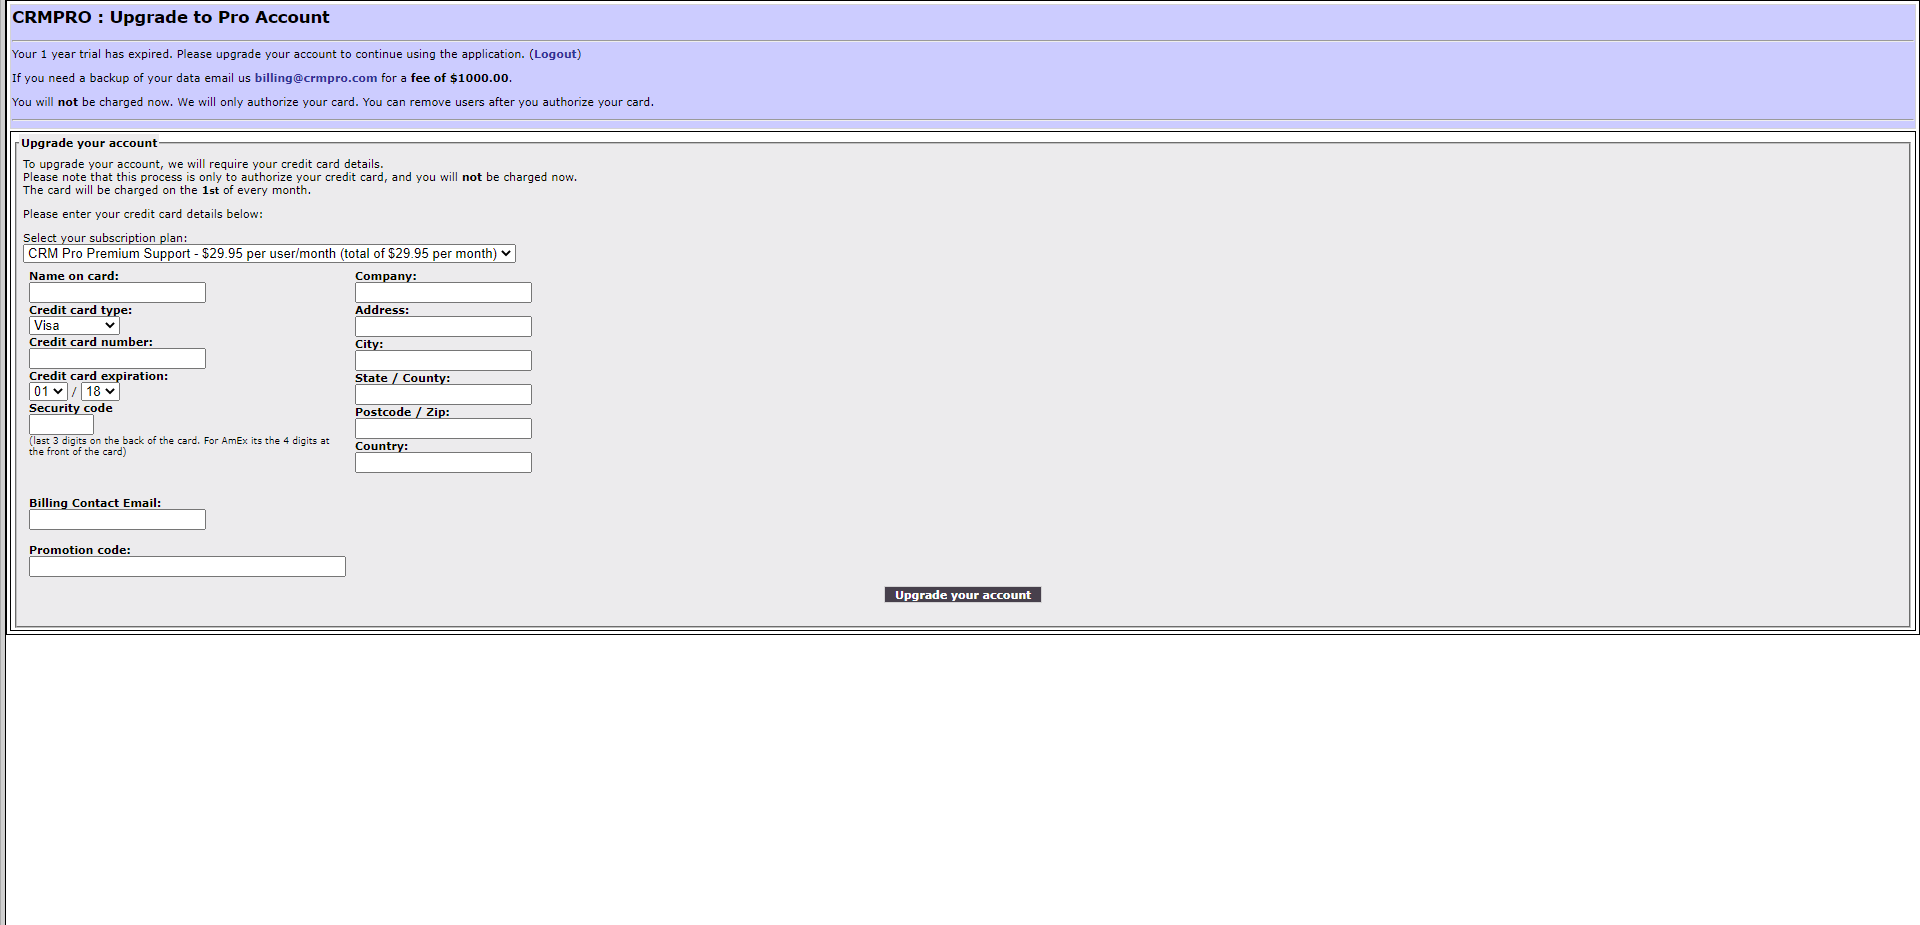 CRMPRO : Upgrade to Pro Account
Your 1 year trial has expired. Please upgrade your account to continue using the application. (Logout)
If you need a backup of your data email us billing@crmpro.com for a fee of $1000.00.
You will not be charged now. We will only authorize your card. You can remove users after you authorize your card.
Upgrade your account
To upgrade your account, we will require your credit card details.
Please note that this process is only to authorize your credit card, and you will not be charged now.
The card will be charged on the 1st of every month.
Please enter your credit card details below:
Select your subscription plan:
CRM Pro Premium Support - $29.95 per user/month (total of $29.95 per month)
Name on card:
Credit card type:
Visa
Credit card number:
Credit card expiration:
01 / 18
Security code
(last 3 digits on the back of the card. For AmEx its the 4 digits at
the front of the card)
Company:
Address:
City:
State / County:
Postcode / Zip:
Country:
Billing Contact Email:
Promotion code:
Upgrade your account